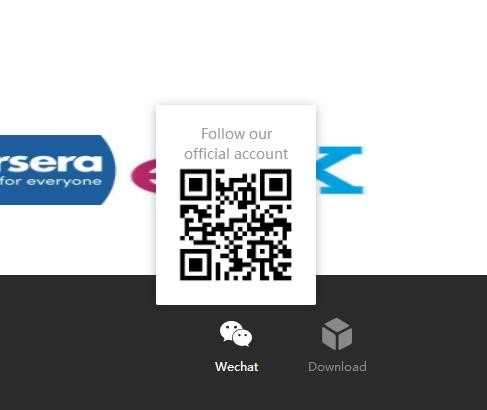 Follow our
official account
rsera
for everyone
e X
Wechat
Download